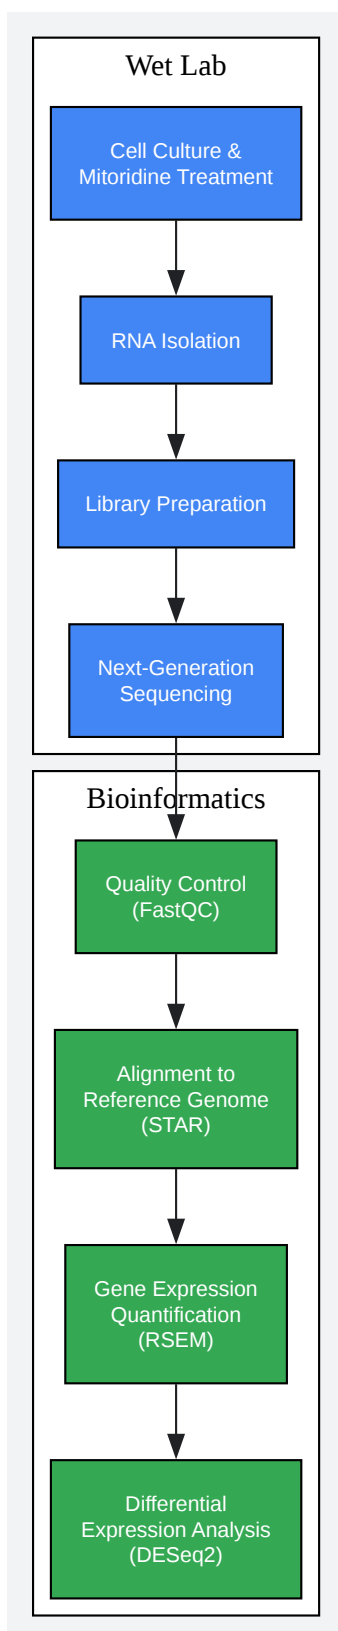 Wet Lab
Cell Culture &
Mitoridine Treatment
RNA Isolation
Library Preparation
Next-Generation
Sequencing
Bioinformatics
Quality Control
(FastQC)
Alignment to
Reference Genome
(STAR)
Gene Expression
Quantification
(RSEM)
Differential
Expression Analysis
(DESeq2)